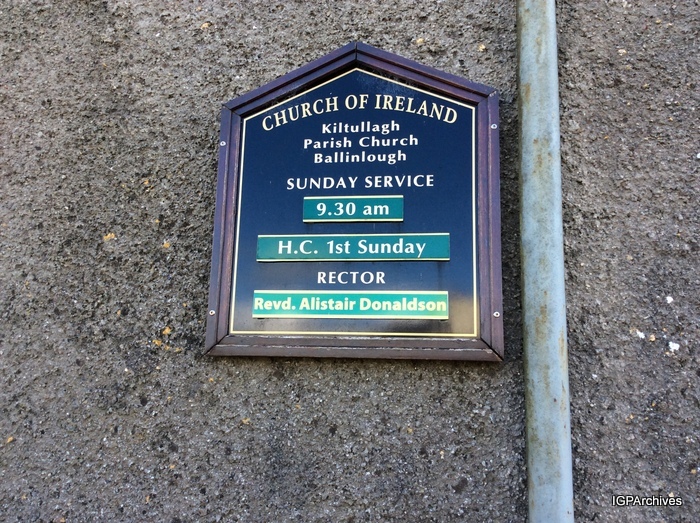 CHURCH OF IRELAND
Kiltullagh
Parish Church
Ballinlough
SUNDAY SERVICE
9.30 am
H.C. 1st Sunday
RECTOR
Revd. Alistair Donaldson
IGPArchives